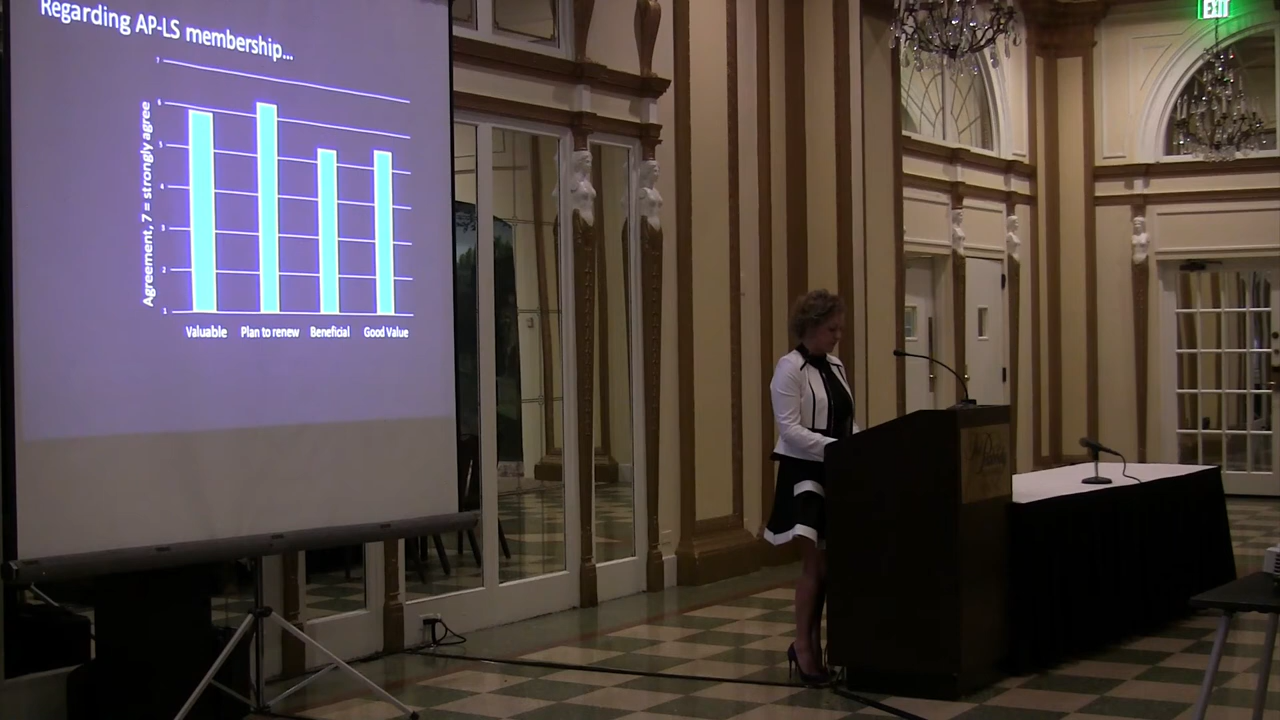 Regarding AP-LS membership...
Agreement, 7 = strongly agree
7
6
5
4
3
2
1
Valuable Plan to renew Beneficial Good Value
EXIT